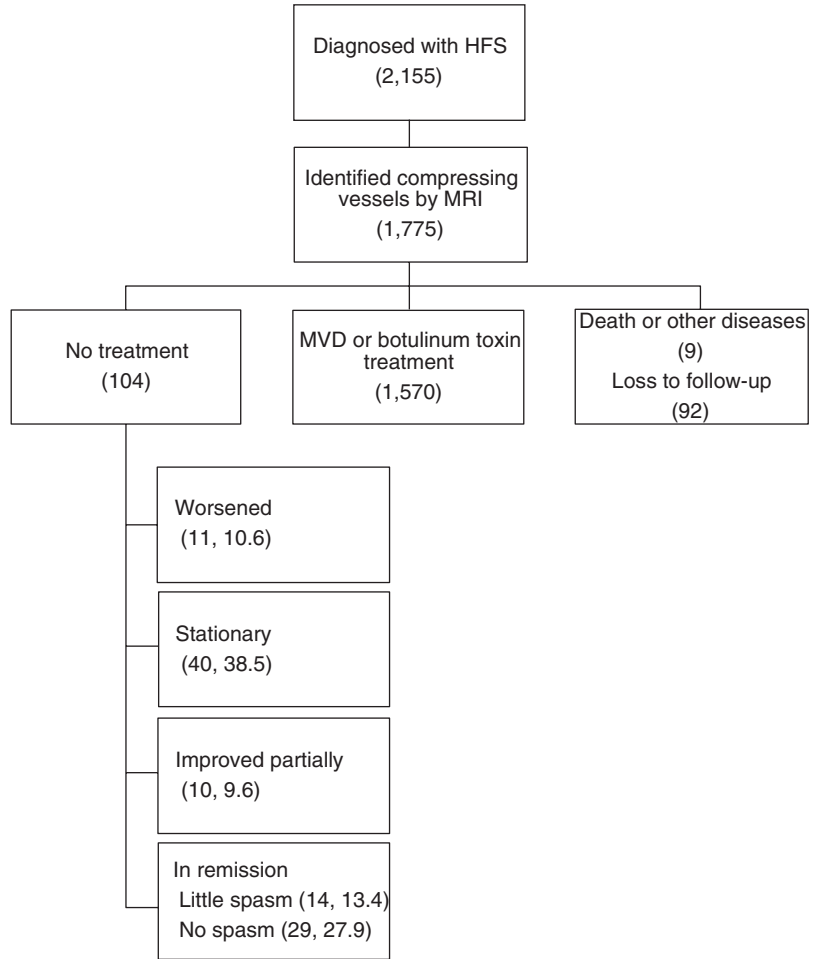 Diagnosed with HFS
(2,155)
Identified compressing
vessels by MRI
(1,775)
No treatment
(104)
MVD or botulinum toxin
treatment
(1,570)
Death or other diseases
(9)
Loss to follow-up
(92)
Worsened
(11, 10.6)
Stationary
(40, 38.5)
Improved partially
(10, 9.6)
In remission
Little spasm (14, 13.4)
No spasm (29, 27.9)